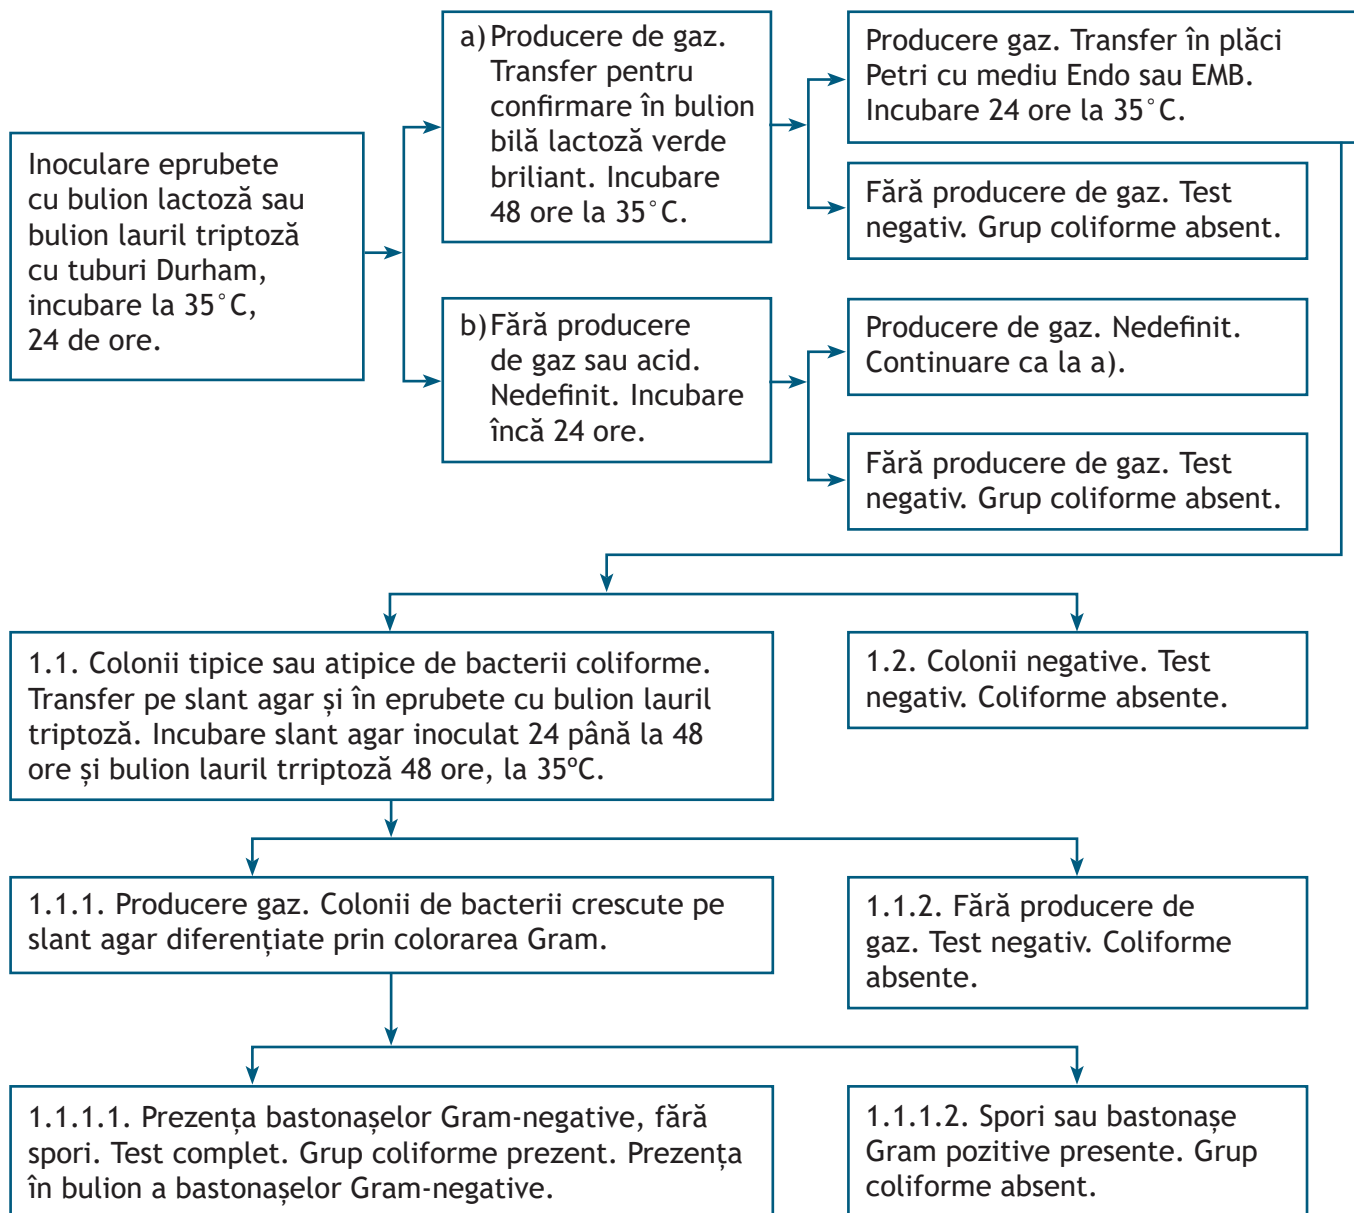 Inoculare eprubete
cu bulion lactoză sau
bulion lauril triptoză
cu tuburi Durham,
incubare la 35°C,
24 de ore.
a) Producere de gaz.
Transfer pentru
confirmare în bulion
bilă lactoză verde
briliant. Incubare
48 ore la 35°C.
Producere gaz. Transfer în plăci
Petri cu mediu Endo sau EMB.
Incubare 24 ore la 35°C.
Fără producere de gaz. Test
negativ. Grup coliforme absent.
b) Fără producere
de gaz sau acid.
Nedefinit. Incubare
încă 24 ore.
Producere de gaz. Nedefinit.
Continuare ca la a).
Fără producere de gaz. Test
negativ. Grup coliforme absent.
1.1. Colonii tipice sau atipice de bacterii coliforme.
Transfer pe slant agar și în eprubete cu bulion lauril
triptoză. Incubare slant agar inoculat 24 până la 48
ore și bulion lauril trriptoză 48 ore, la 35ºC.
1.2. Colonii negative. Test
negativ. Coliforme absente.
1.1.1. Producere gaz. Colonii de bacterii crescute pe
slant agar diferențiate prin colorarea Gram.
1.1.2. Fără producere de
gaz. Test negativ. Coliforme
absente.
1.1.1.1. Prezența bastonașelor Gram-negative, fără
spori. Test complet. Grup coliforme prezent. Prezența
în bulion a bastonașelor Gram-negative.
1.1.1.2. Spori sau bastonașe
Gram pozitive presente. Grup
coliforme absent.